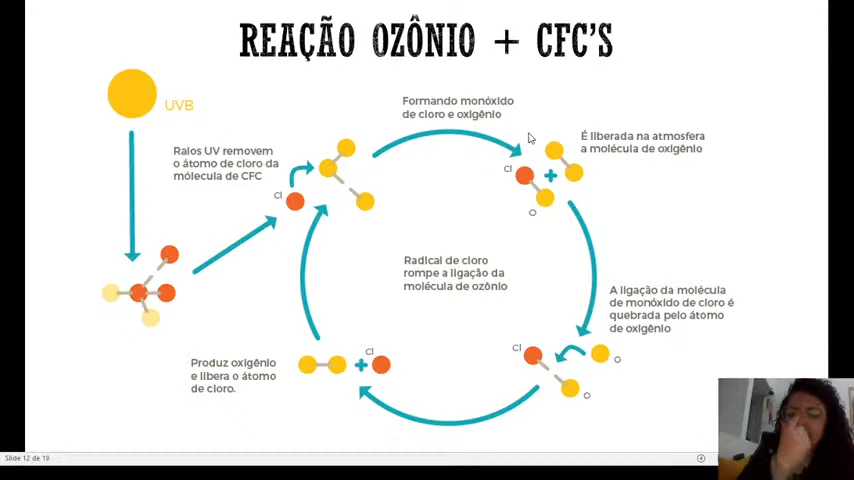 REAÇÃO OZÔNIO + CFC'S
UVB
Raios UV removem
o átomo de cloro da
mólecula de CFC
Cl
Formando monóxido
de cloro e oxigênio
Cl
O
É liberada na atmosfera
a molécula de oxigênio
Radical de cloro
rompe a ligação da
molécula de ozônio
A ligação da molécula
de monóxido de cloro é
quebrada pelo átomo
de oxigênio
Cl
O
O
Produz oxigênio
e libera o átomo
de cloro.
Cl
Slide 12 de 19